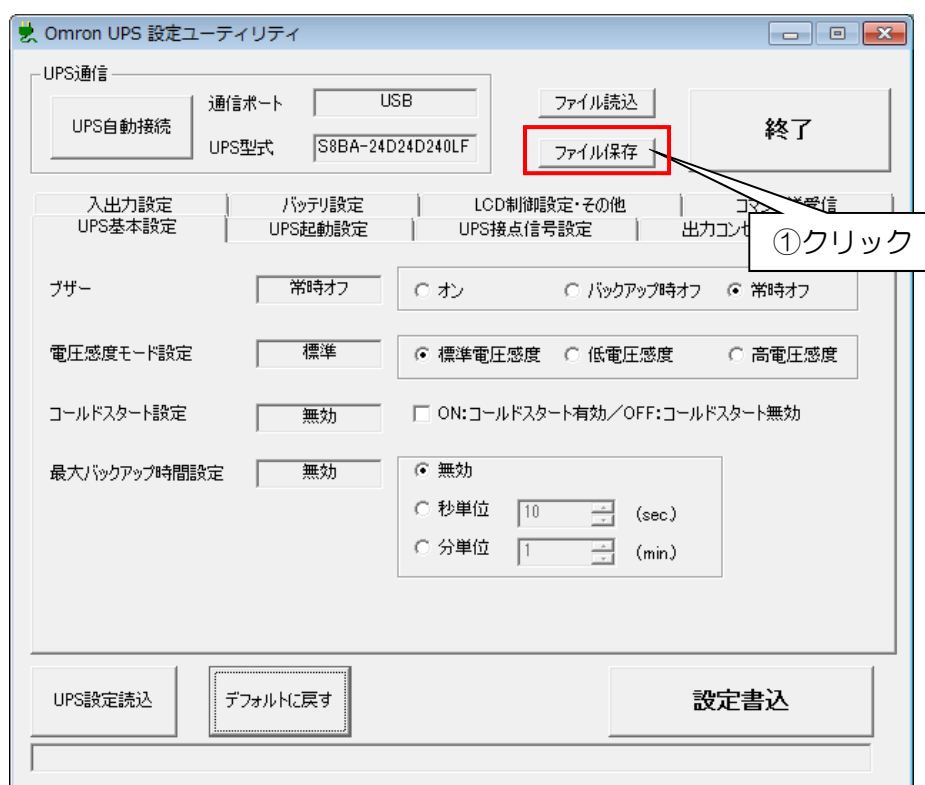 Omron UPS 設定ユーティリティ
UPS通信
UPS自動接続
通信ポート USB
UPS型式 S8BA-24D24D240LF
ファイル読込
ファイル保存
終了
入出力設定 バッテリ設定 LCD制御設定・その他
UPS基本設定 UPS起動設定 UPS接点信号設定 出力コン
①クリック
ブザー 常時オフ オン バックアップ時オフ 常時オフ
電圧感度モード設定 標準 標準電圧感度 低電圧感度 高電圧感度
コールドスタート設定 無効 ON:コールドスタート有効／OFF:コールドスタート無効
最大バックアップ時間設定 無効 無効
秒単位 10 (sec.)
分単位 1 (min.)
UPS設定読込 デフォルトに戻す 設定書込